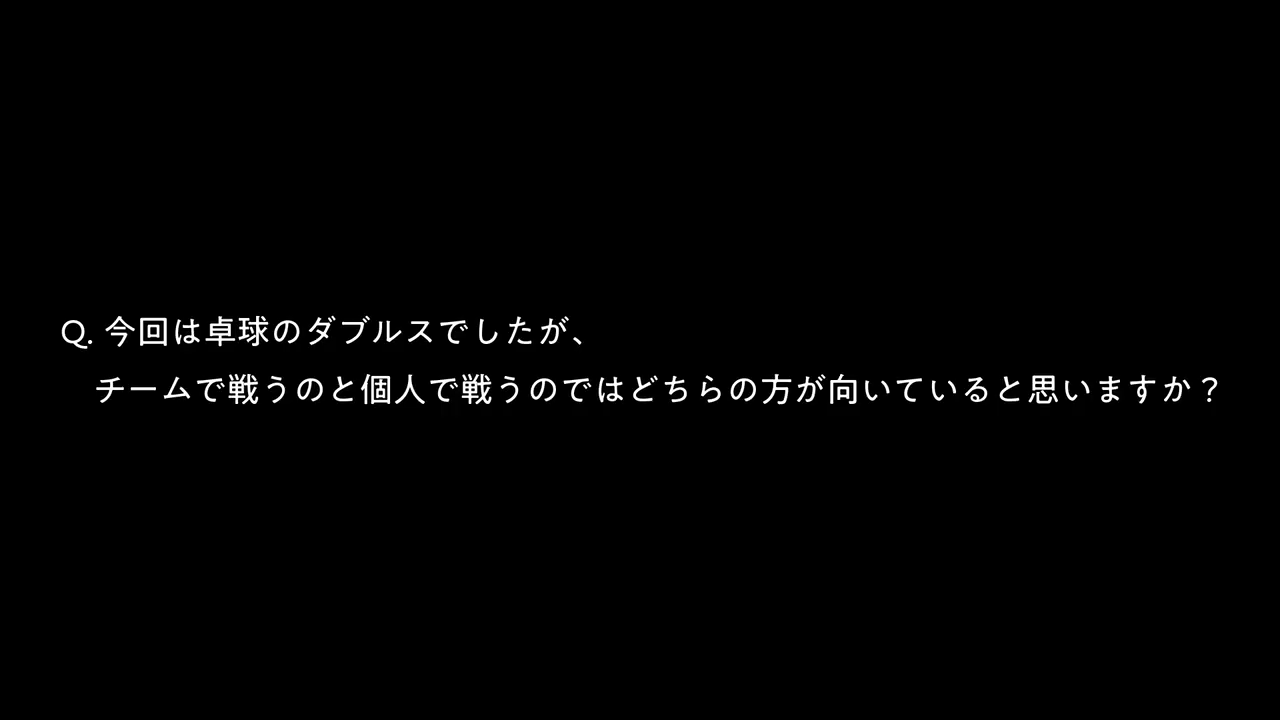 Q. 今回は卓球のダブルスでしたが、
チームで戦うのと個人で戦うのではどちらの方が向いていると思いますか？